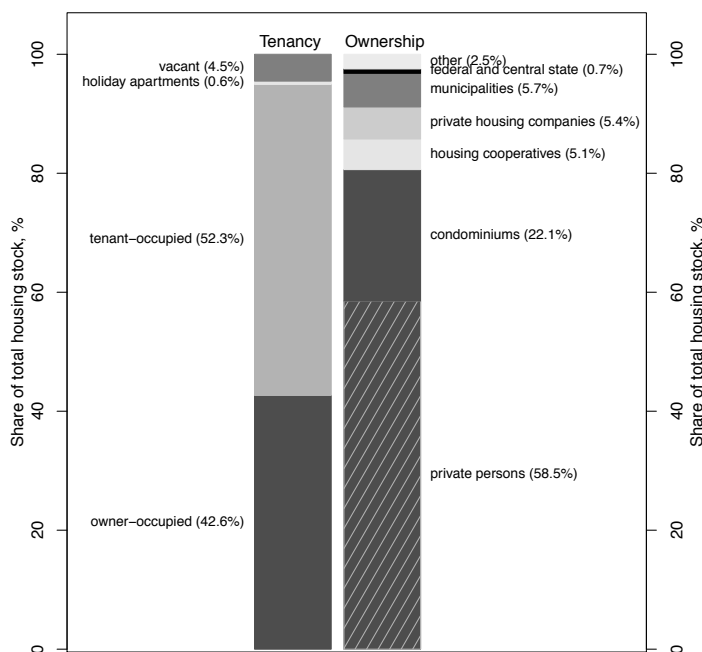 Tenancy
Ownership
vacant (4.5%)
holiday apartments (0.6%)
tenant−occupied (52.3%)
owner−occupied (42.6%)
other (2.5%)
federal and central state (0.7%)
municipalities (5.7%)
private housing companies (5.4%)
housing cooperatives (5.1%)
condominiums (22.1%)
private persons (58.5%)
Share of total housing stock, %
100
80
60
40
20
0
Share of total housing stock, %
100
80
60
40
20
0